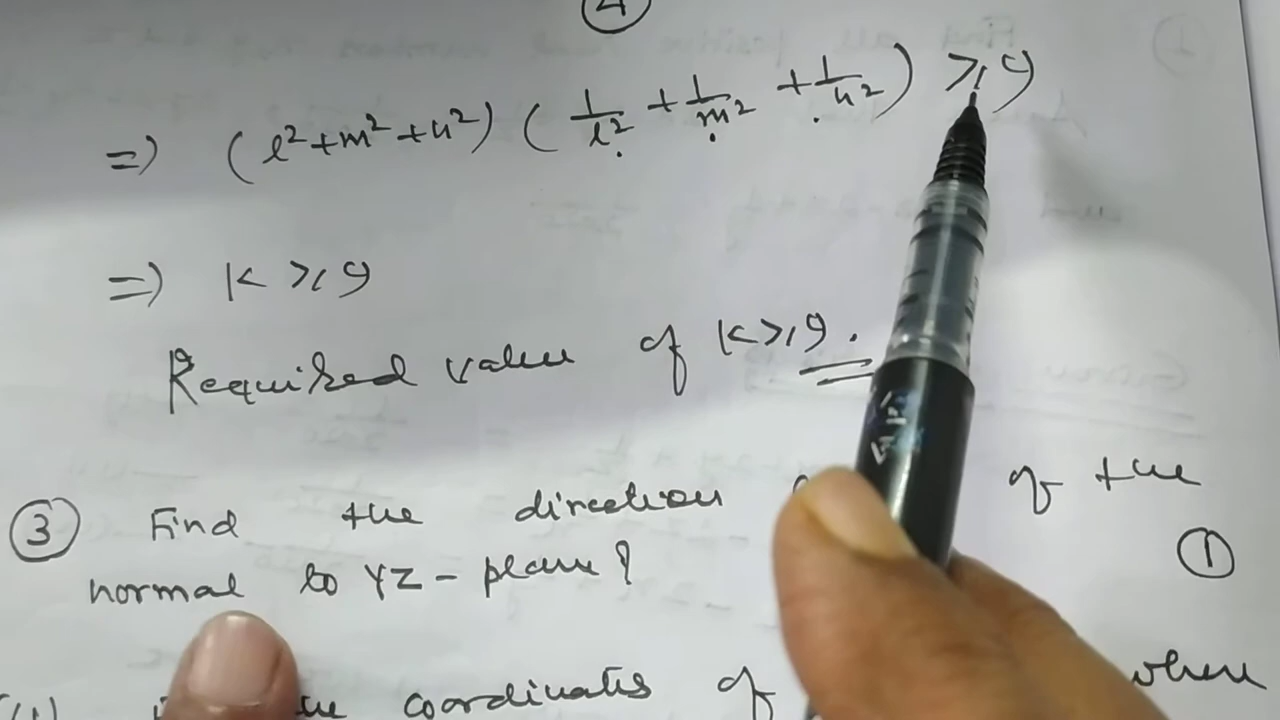 4
=> (l²+m²+n²) (1/l² + 1/m² + 1/n²) ≥ 9
=> K ≥ 9
Required value of K ≥ 9.
③ Find the direction of the
normal to YZ - plane? ①
coordinates of where